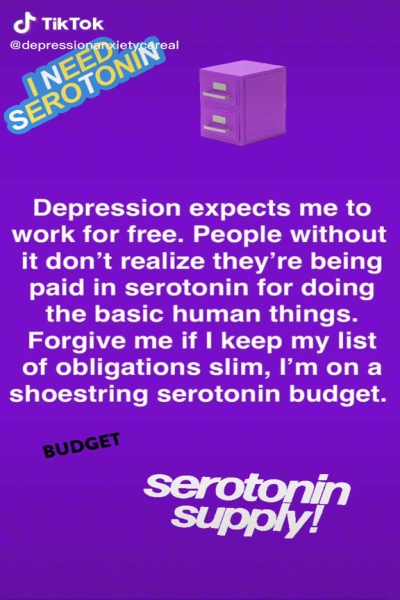 TikTok
@depressionanxietycereal
I NEED
SEROTONIN
Depression expects me to
work for free. People without
it don’t realize they’re being
paid in serotonin for doing
the basic human things.
Forgive me if I keep my list
of obligations slim, I’m on a
shoestring serotonin budget.
BUDGET
serotonin
supply!